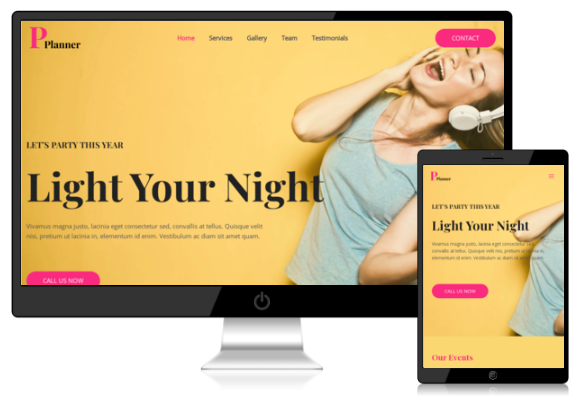 P Planner
Home Services Gallery Team Testimonials CONTACT
LET'S PARTY THIS YEAR
Light Your Night
Vivamus magna justo, lacinia eget consectetur sed, convallis at tellus. Quisque velit
nisi, pretium ut lacinia in, elementum id enim. Vestibulum ac diam sit amet quam.
CALL US NOW
P Planner
LET'S PARTY THIS YEAR
Light Your Night
Vivamus magna justo, lacinia eget consectetur sed,
convallis at tellus. Quisque velit nisi, pretium ut lacinia in,
elementum id enim. Vestibulum ac diam sit amet quam.
CALL US NOW
Our Events